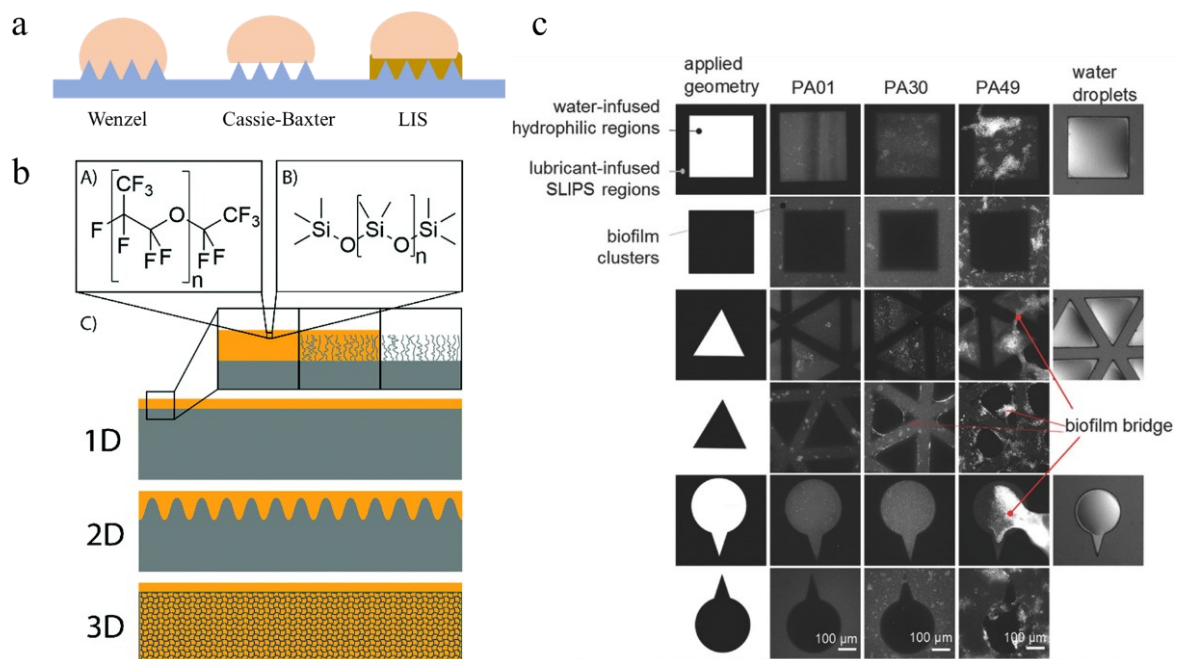 a
Wenzel
Cassie-Baxter
LIS
b
A)
CF3
CF3
F
O
F
F F
F F
n
B)
Si
Si
Si
O
O
n
C)
1D
2D
3D
c
applied
geometry
PA01
PA30
PA49
water
droplets
water-infused
hydrophilic regions
lubricant-infused
SLIPS regions
biofilm
clusters
biofilm bridge
100 µm
100 µm
100 µm